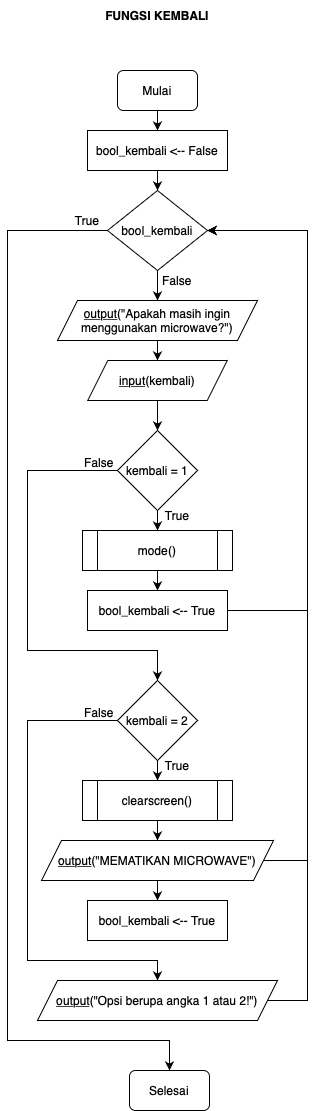 FUNGSI KEMBALI
Mulai
bool_kembali <-- False
bool_kembali
True
False
output("Apakah masih ingin
menggunakan microwave?")
input(kembali)
kembali = 1
False
True
mode()
bool_kembali <-- True
kembali = 2
False
True
clearscreen()
output("MEMATIKAN MICROWAVE")
bool_kembali <-- True
output("Opsi berupa angka 1 atau 2!")
Selesai